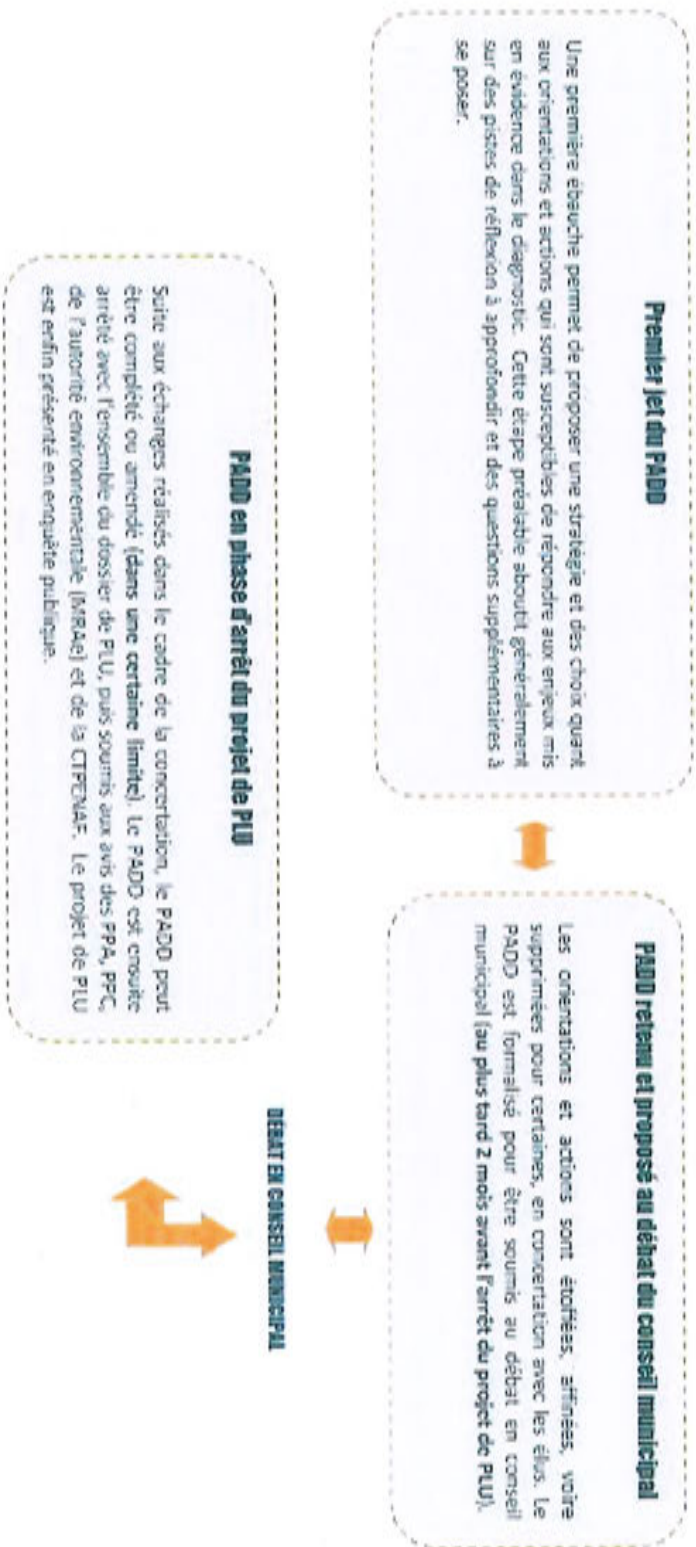 Premier jet du PADD
Une première ébauche permet de proposer une stratégie et des choix quant
aux orientations et actions qui sont susceptibles de répondre aux enjeux mis
en évidence dans le diagnostic. Cette étape préalable aboutit généralement
sur des pistes de réflexion à approfondir et des questions supplémentaires à
se poser.
PADD retenu et proposé au débat du conseil municipal
Les orientations et actions sont étoffées, affinées, voire
supprimées pour certaines, en concertation avec les élus. Le
PADD est formalisé pour être soumis au débat en conseil
municipal (au plus tard 2 mois avant l'arrêt du projet de PLU).
DÉBAT EN CONSEIL MUNICIPAL
PADD en phase d'arrêt du projet de PLU
Suite aux échanges réalisés dans le cadre de la concertation, le PADD peut
être complété ou amendé (dans une certaine limite). Le PADD est ensuite
arrêté avec l'ensemble du dossier de PLU, puis soumis aux avis des PPA, PPC,
de l'autorité environnementale (MRAe) et de la CTPENAF. Le projet de PLU
est enfin présenté en enquête publique.